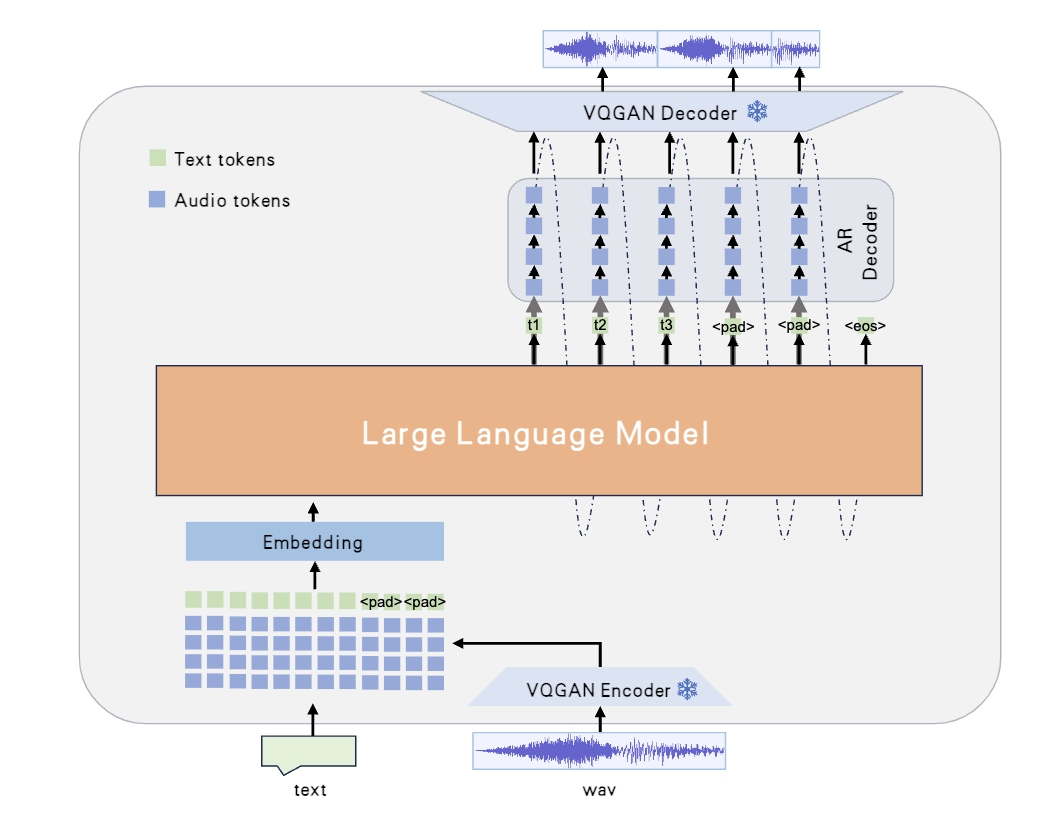 VQGAN Decoder
Text tokens
Audio tokens
AR
Decoder
t1 t2 t3 <pad> <pad> <eos>
Large Language Model
Embedding
<pad> <pad>
VQGAN Encoder
text
wav